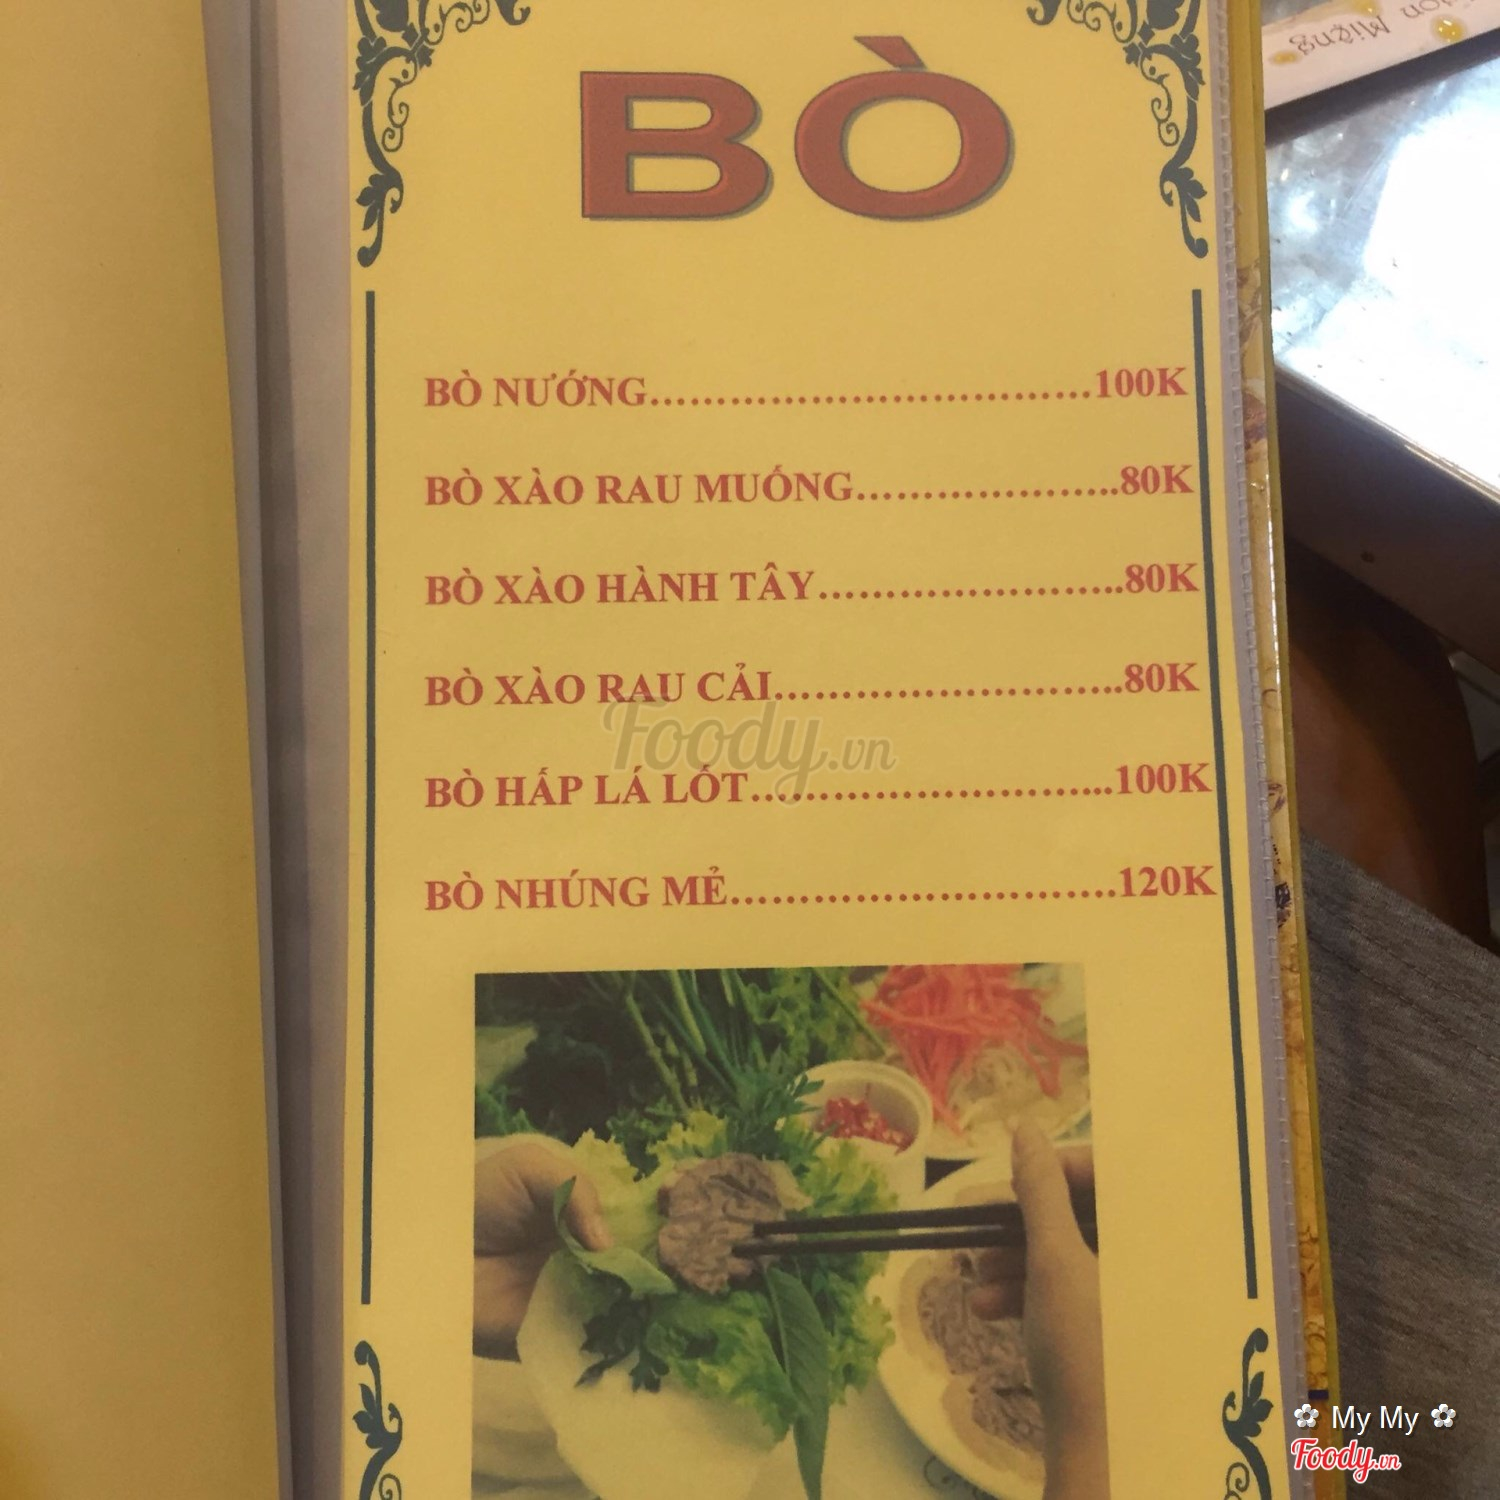 BÒ
BÒ NƯỚNG......................................100K
BÒ XÀO RAU MUỐNG.......................80K
BÒ XÀO HÀNH TÂY...........................80K
BÒ XÀO RAU CẢI................................80K
BÒ HẤP LÁ LỐT................................100K
BÒ NHÚNG MẺ..................................120K
Foody.vn
My My
Foody.vn